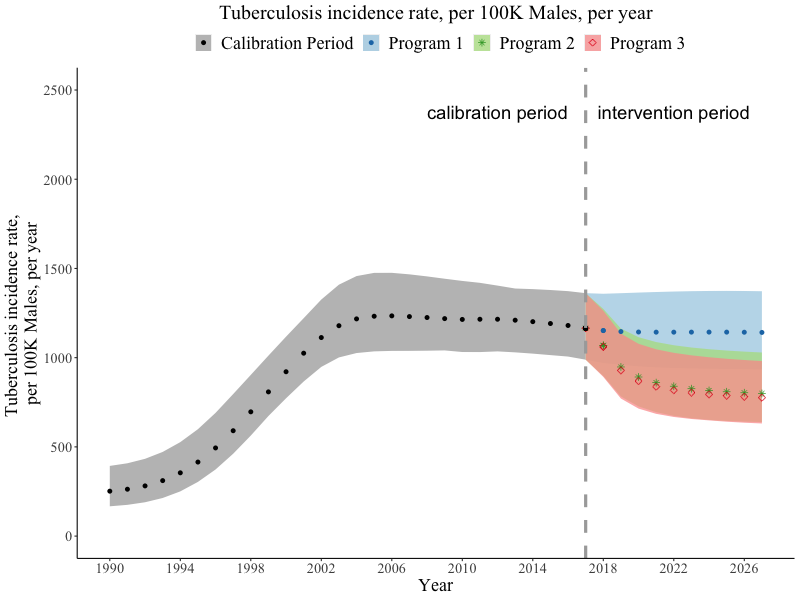 Tuberculosis incidence rate, per 100K Males, per year
Calibration Period Program 1 Program 2 Program 3
calibration period intervention period
2500
2000
1500
1000
500
0
Tuberculosis incidence rate,
per 100K Males, per year
1990 1994 1998 2002 2006 2010 2014 2018 2022 2026
Year